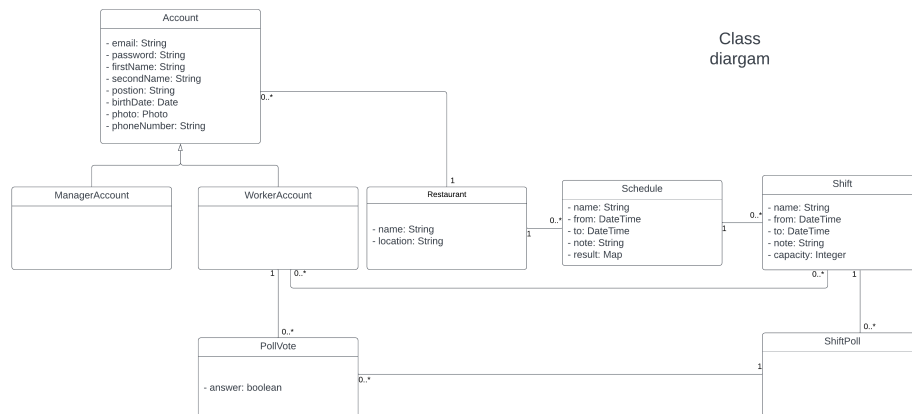 Account
- email: String
- password: String
- firstName: String
- secondName: String
- postion: String
- birthDate: Date
- photo: Photo
- phoneNumber: String
Class
diargam
0..*
1
ManagerAccount
WorkerAccount
Restaurant
- name: String
- location: String
1
0..*
Schedule
- name: String
- from: DateTime
- to: DateTime
- note: String
- result: Map
1
0..*
Shift
- name: String
- from: DateTime
- to: DateTime
- note: String
- capacity: Integer
1
0..*
0..*
1
0..*
0..*
PollVote
- answer: boolean
0..*
1
ShiftPoll